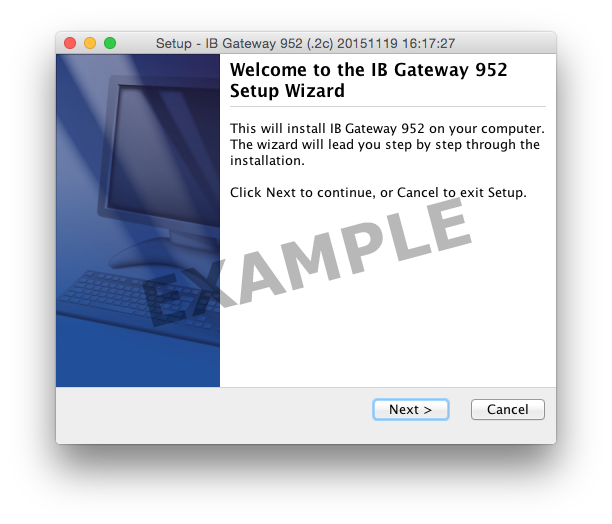 Setup - IB Gateway 952 (.2c) 20151119 16:17:27
Welcome to the IB Gateway 952
Setup Wizard
This will install IB Gateway 952 on your computer.
The wizard will lead you step by step through the
installation.
Click Next to continue, or Cancel to exit Setup.
EXAMPLE
Next >
Cancel